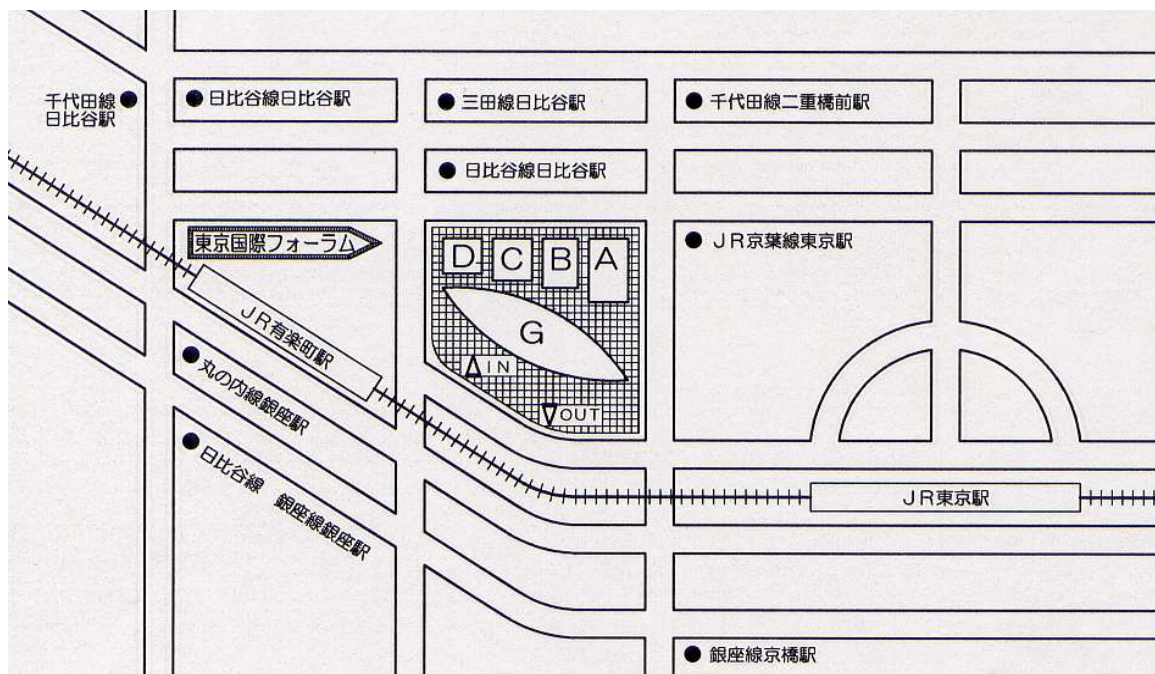 千代田線
日比谷駅
日比谷線日比谷駅
三田線日比谷駅
千代田線二重橋前駅
日比谷線日比谷駅
東京国際フォーラム
D
C
B
A
JR京葉線東京駅
G
JR有楽町駅
IN
OUT
丸の内線銀座駅
日比谷線 銀座線銀座駅
JR東京駅
銀座線京橋駅